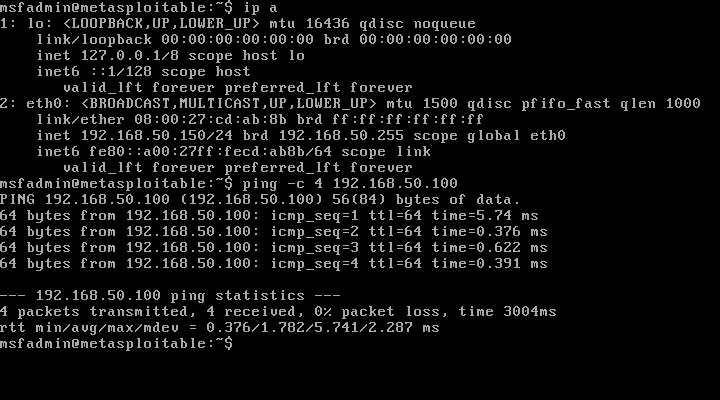 msfadmin@metasploitable:~$ ip a
1: lo: <LOOPBACK,UP,LOWER_UP> mtu 16436 qdisc noqueue
    link/loopback 00:00:00:00:00:00 brd 00:00:00:00:00:00
    inet 127.0.0.1/8 scope host lo
    inet6 ::1/128 scope host
       valid_lft forever preferred_lft forever
2: eth0: <BROADCAST,MULTICAST,UP,LOWER_UP> mtu 1500 qdisc pfifo_fast qlen 1000
    link/ether 08:00:27:cd:ab:8b brd ff:ff:ff:ff:ff:ff
    inet 192.168.50.150/24 brd 192.168.50.255 scope global eth0
    inet6 fe80::a00:27ff:fecd:ab8b/64 scope link
       valid_lft forever preferred_lft forever
msfadmin@metasploitable:~$ ping -c 4 192.168.50.100
PING 192.168.50.100 (192.168.50.100) 56(84) bytes of data.
64 bytes from 192.168.50.100: icmp_seq=1 ttl=64 time=5.74 ms
64 bytes from 192.168.50.100: icmp_seq=2 ttl=64 time=0.376 ms
64 bytes from 192.168.50.100: icmp_seq=3 ttl=64 time=0.622 ms
64 bytes from 192.168.50.100: icmp_seq=4 ttl=64 time=0.391 ms

--- 192.168.50.100 ping statistics ---
4 packets transmitted, 4 received, 0% packet loss, time 3004ms
rtt min/avg/max/mdev = 0.376/1.782/5.741/2.287 ms
msfadmin@metasploitable:~$